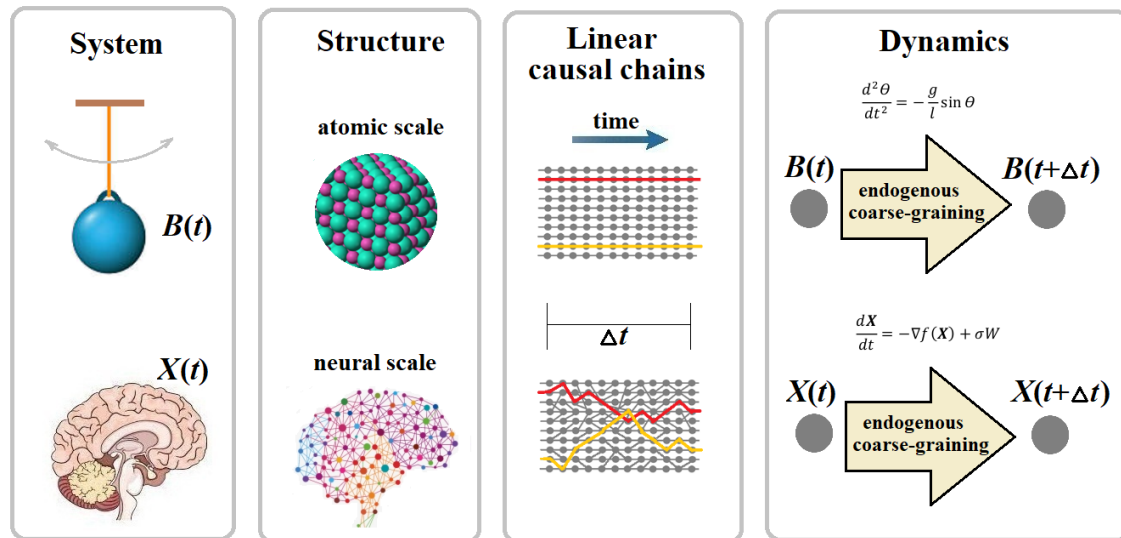 System
B(t)
X(t)
Structure
atomic scale
neural scale
Linear
causal chains
time
Δt
Dynamics
d²θ/dt² = −g/l sin θ
B(t)
B(t+Δt)
endogenous
coarse-graining
dX/dt = −∇f(X) + σW
X(t)
X(t+Δt)
endogenous
coarse-graining